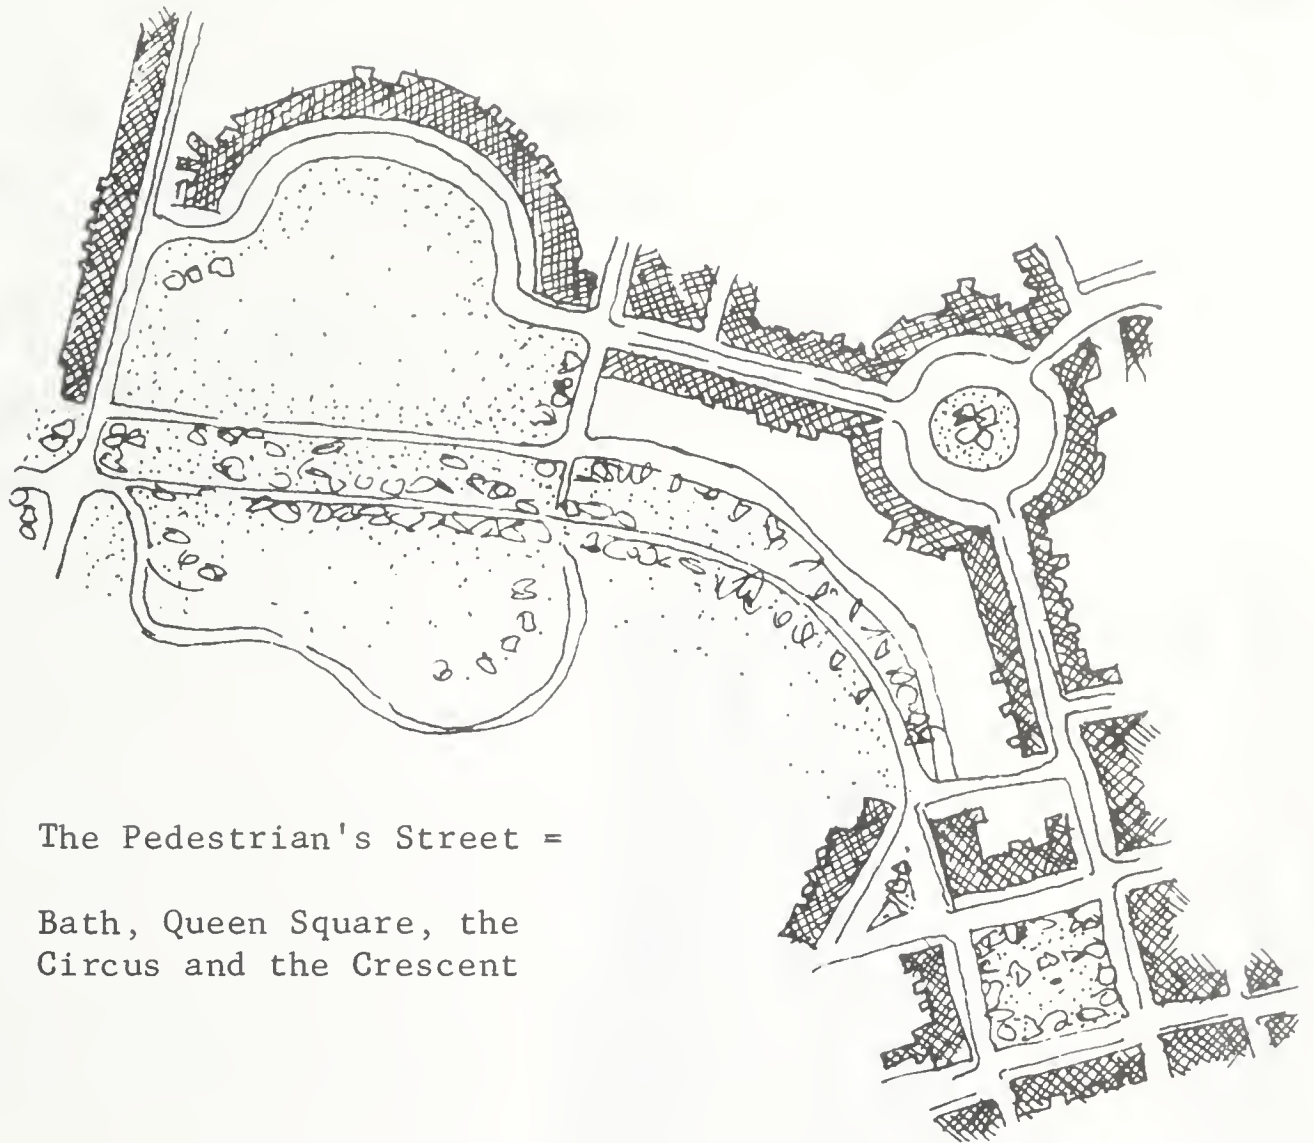 The Pedestrian's Street =
Bath, Queen Square, the
Circus and the Crescent